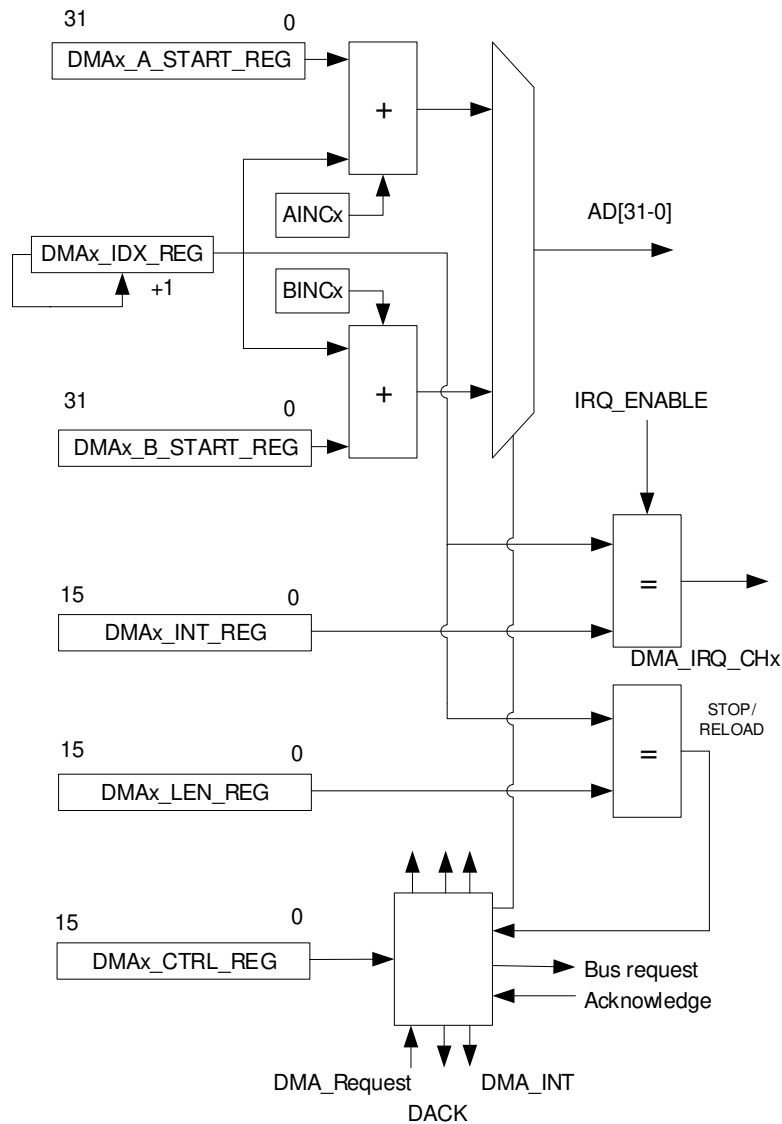 31 0
DMAx_A_START_REG
+
AINCx
AD[31-0]
DMAx_IDX_REG
+1
BINCx
+
31 0
DMAx_B_START_REG
IRQ_ENABLE
15 0
DMAx_INT_REG
=
DMA_IRQ_CHx
STOP/
RELOAD
15 0
DMAx_LEN_REG
=
15 0
DMAx_CTRL_REG
Bus request
Acknowledge
DMA_Request
DMA_INT
DACK